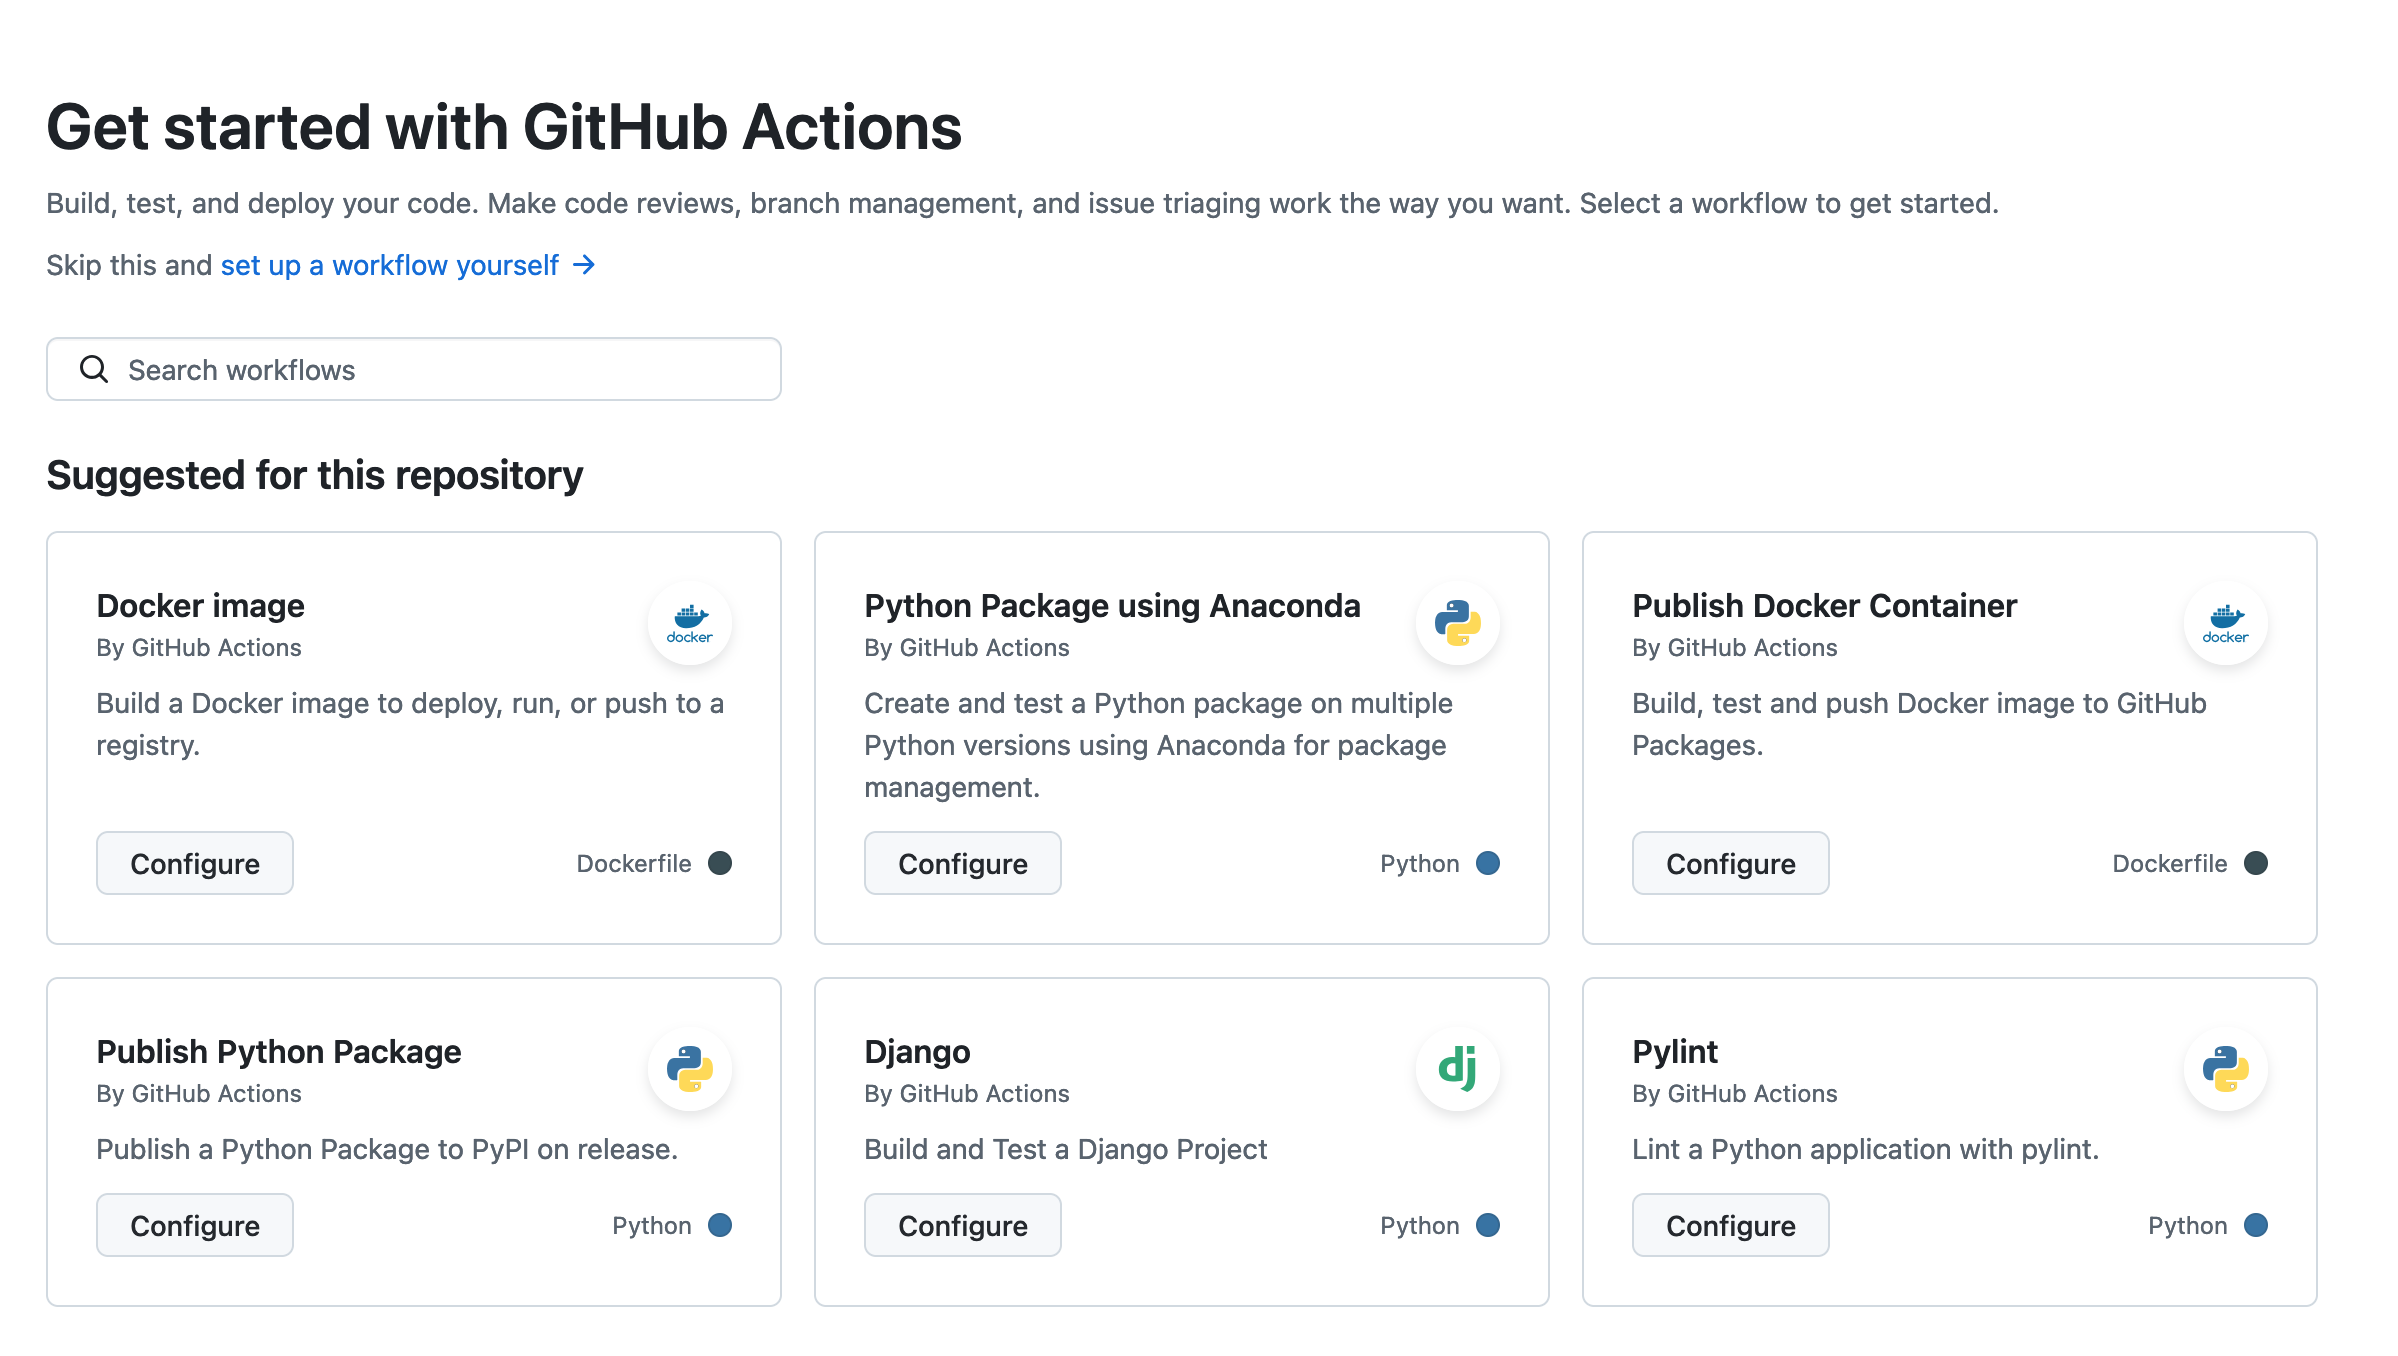 Get started with GitHub Actions
Build, test, and deploy your code. Make code reviews, branch management, and issue triaging work the way you want. Select a workflow to get started.
Skip this and set up a workflow yourself →
Search workflows
Suggested for this repository
Docker image
By GitHub Actions
docker
Build a Docker image to deploy, run, or push to a
registry.
Configure
Dockerfile
Python Package using Anaconda
By GitHub Actions
Create and test a Python package on multiple
Python versions using Anaconda for package
management.
Configure
Python
Publish Docker Container
By GitHub Actions
docker
Build, test and push Docker image to GitHub
Packages.
Configure
Dockerfile
Publish Python Package
By GitHub Actions
Publish a Python Package to PyPI on release.
Configure
Python
Django
By GitHub Actions
dj
Build and Test a Django Project
Configure
Python
Pylint
By GitHub Actions
Lint a Python application with pylint.
Configure
Python